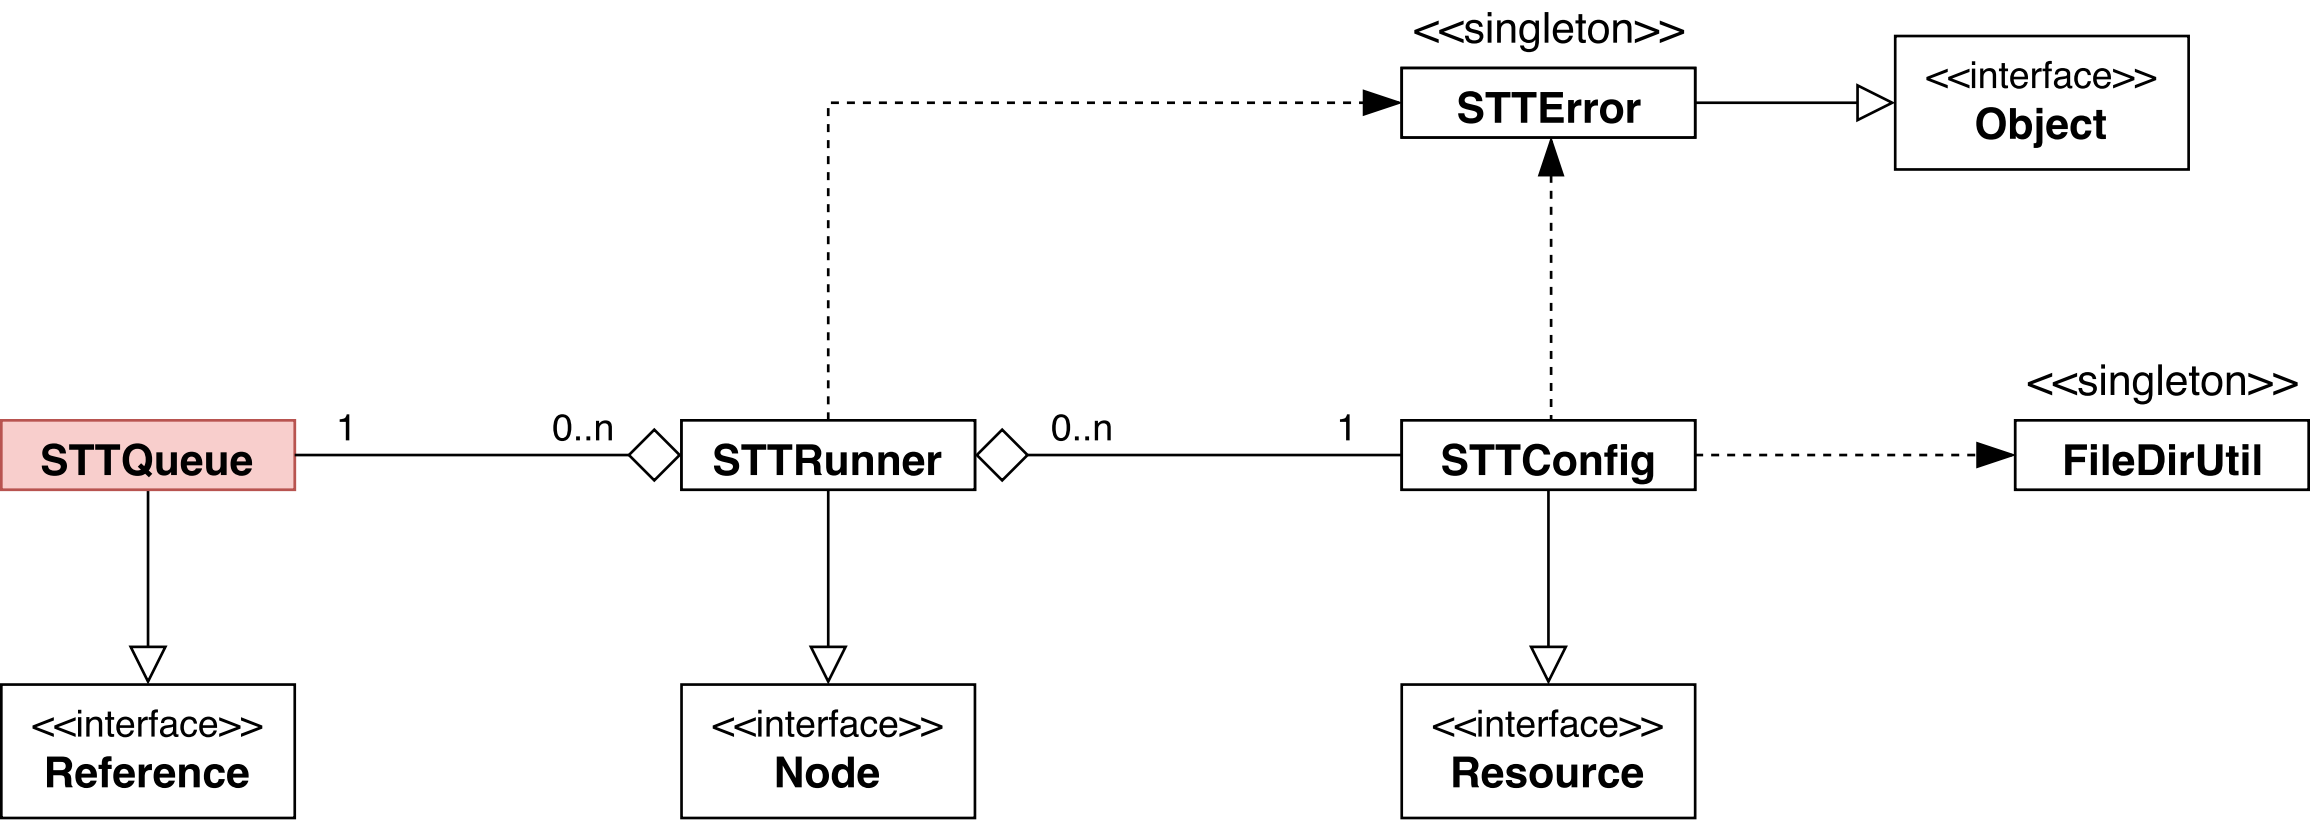 <<singleton>>
STTError
<<interface>>
Object
<<singleton>>
STTQueue
1
0..n
STTRunner
0..n
1
STTConfig
FileDirUtil
<<interface>>
Reference
<<interface>>
Node
<<interface>>
Resource